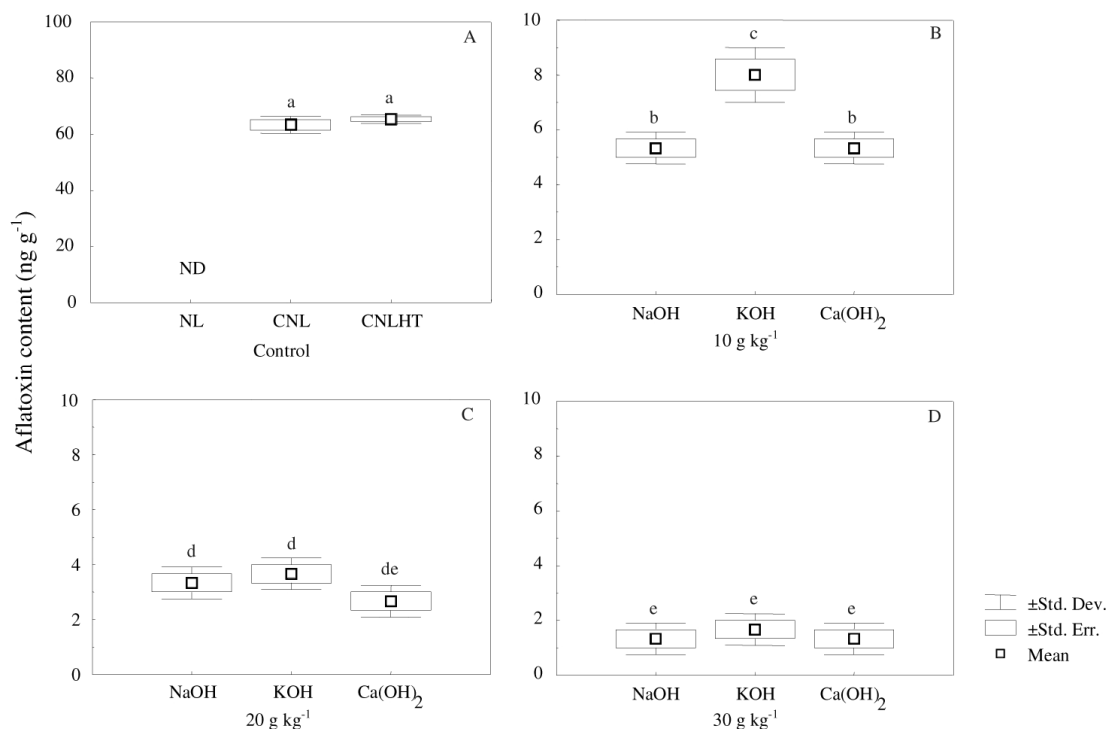 Aflatoxin content (ng g⁻¹)
A
100
80
60
40
20
0
a
a
ND
NL CNL CNLHT
Control
B
10
8
6
4
2
0
b
c
b
NaOH KOH Ca(OH)₂
10 g kg⁻¹
C
10
8
6
4
2
0
d
d
de
NaOH KOH Ca(OH)₂
20 g kg⁻¹
D
10
8
6
4
2
0
e
e
e
NaOH KOH Ca(OH)₂
30 g kg⁻¹
±Std. Dev.
±Std. Err.
Mean